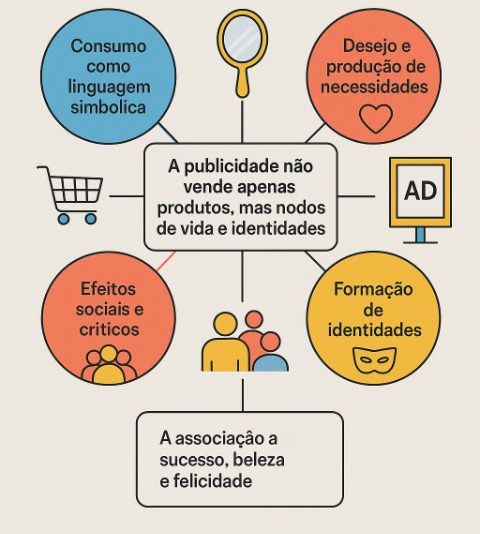 Consumo
como
linguagem
simbolica
Desejo e
produção de
necessidades
A publicidade não
vende apenas
produtos, mas nodos
de vida e identidades
AD
Efeitos
sociais e
criticos
Formação
de
identidades
A associaçâo a
sucesso, beleza
e felicidade